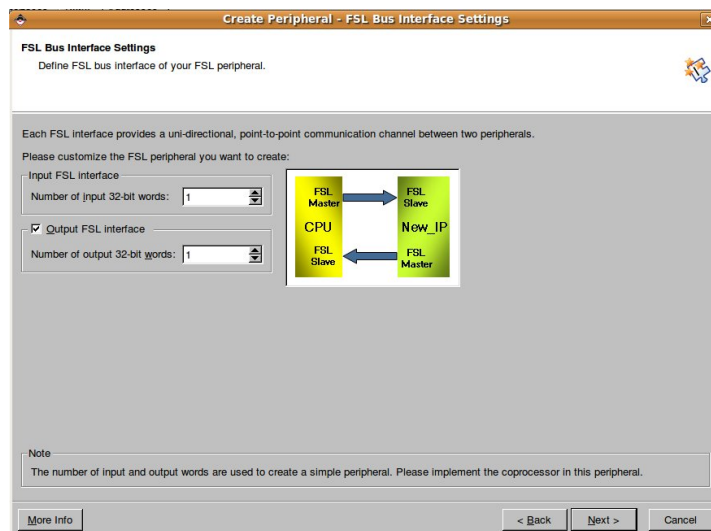 Create Peripheral - FSL Bus Interface Settings
FSL Bus Interface Settings
Define FSL bus interface of your FSL peripheral.
Each FSL interface provides a uni-directional, point-to-point communication channel between two peripherals.
Please customize the FSL peripheral you want to create:
Input FSL interface
Number of input 32-bit words: 1
Output FSL interface
Number of output 32-bit words: 1
FSL Master
FSL Slave
CPU
New_IP
FSL Slave
FSL Master
Note
The number of input and output words are used to create a simple peripheral. Please implement the coprocessor in this peripheral.
More Info
< Back
Next >
Cancel